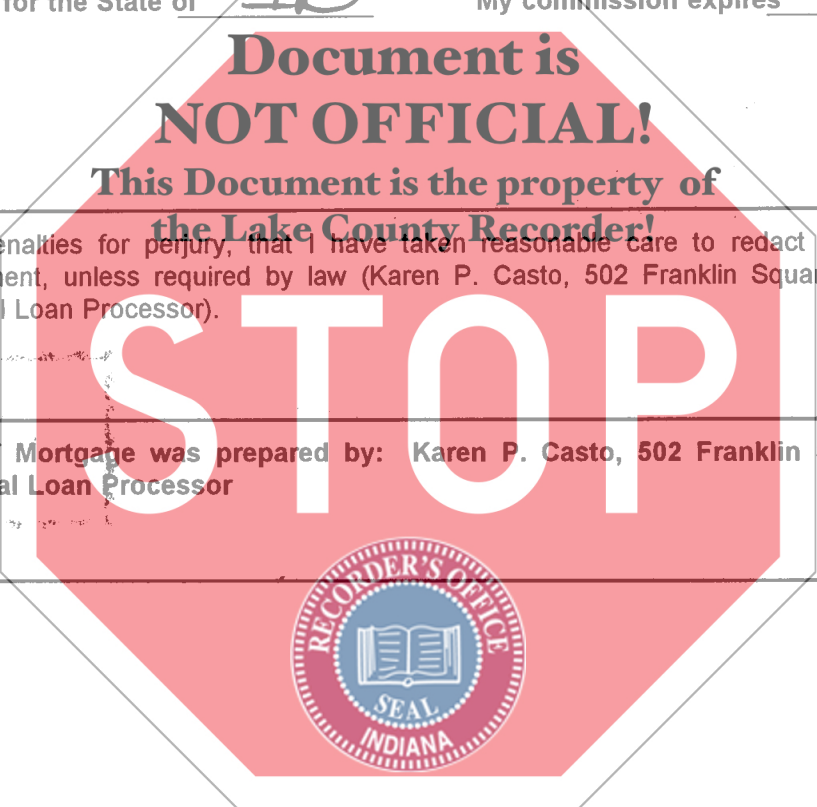 for the State of
My commission expires
Document is
NOT OFFICIAL!
This Document is the property of
the Lake County Recorder!
enalties for perjury, that I have taken reasonable care to redact
ent, unless required by law (Karen P. Casto, 502 Franklin Squar
l Loan Processor).
STOP
Mortgage was prepared by: Karen P. Casto, 502 Franklin
al Loan Processor
RECORDER'S OFFICE
SEAL
INDIANA